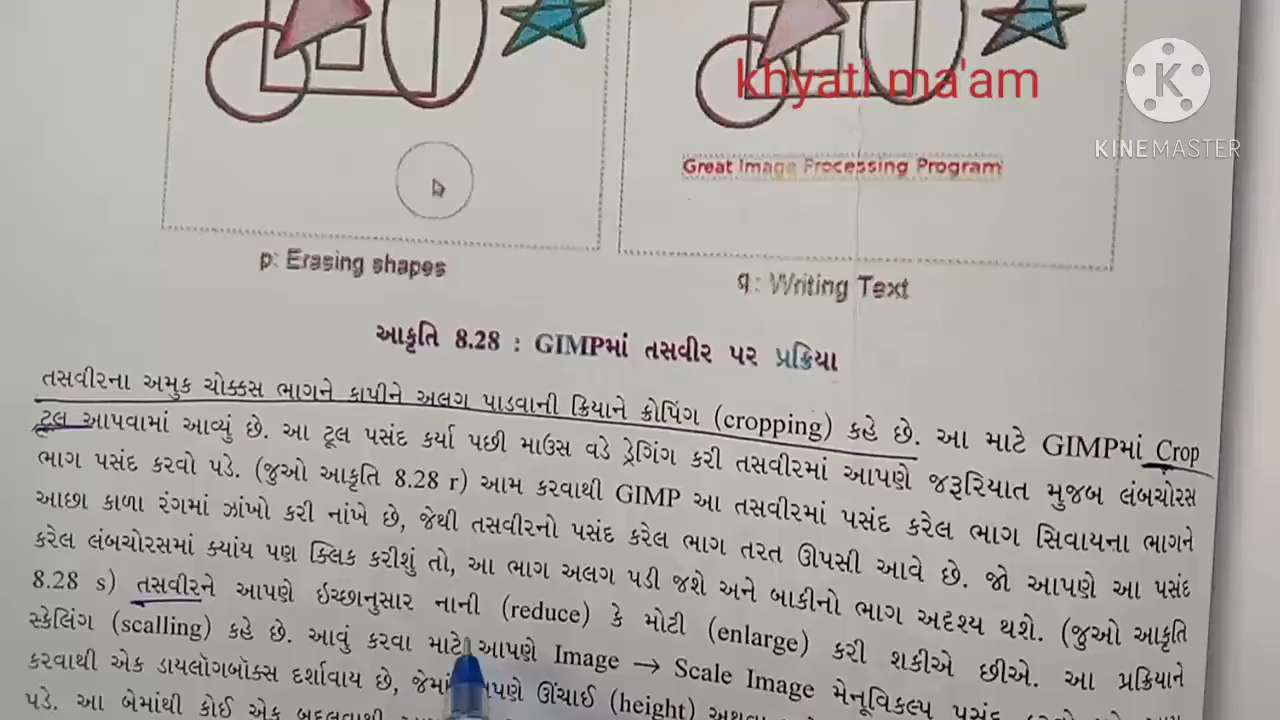 khyati ma'am
K
KINEMASTER
Great Image Processing Program
p: Erasing shapes
q: Writing Text
આકૃતિ 8.28 : GIMPમાં તસવીર પર પ્રક્રિયા
તસવીરના અમુક ચોક્કસ ભાગને કાપીને અલગ પાડવાની ક્રિયાને ક્રોપિંગ (cropping) કહે છે. આ માટે GIMPમાં Crop
ટૂલ આપવામાં આવ્યું છે. આ ટૂલ પસંદ કર્યા પછી માઉસ વડે ડ્રેગિંગ કરી તસવીરમાં આપણે જરૂરિયાત મુજબ લંબચોરસ
ભાગ પસંદ કરવો પડે. (જુઓ આકૃતિ 8.28 r) આમ કરવાથી GIMP આ તસવીરમાં પસંદ કરેલ ભાગ સિવાયના ભાગને
આછા કાળા રંગમાં ઝાંખો કરી નાંખે છે, જેથી તસવીરનો પસંદ કરેલ ભાગ તરત ઊપસી આવે છે. જો આપણે આ પસંદ
કરેલ લંબચોરસમાં ક્યાંય પણ ક્લિક કરીશું તો, આ ભાગ અલગ પડી જશે અને બાકીનો ભાગ અદૃશ્ય થશે. (જુઓ આકૃતિ
8.28 s) તસવીરને આપણે ઇચ્છાનુસાર નાની (reduce) કે મોટી (enlarge) કરી શકીએ છીએ. આ પ્રક્રિયાને
સ્કેલિંગ (scalling) કહે છે. આવું કરવા માટે આપણે Image → Scale Image મેનૂવિકલ્પ પસંદ
કરવાથી એક ડાયલૉગબૉક્સ દર્શાવાય છે, જેમાં આપણે ઊંચાઈ (height) અથવા
પડે. આ બેમાંથી કોઈ એક બદલવાથી